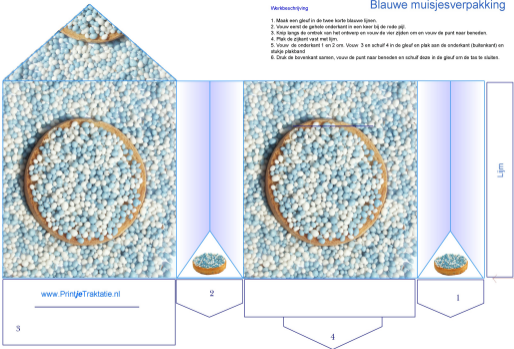 Blauwe muisjesverpakking
Werkbeschrijving
1. Maak een gleuf in de twee korte blauwe lijnen.
2. Vouw eerst de gehele onderkant in een keer bij de rode pijl.
3. Knip langs de omtrek van het ontwerp en vouw de vier zijden om en vouw de punt naar beneden.
4. Plak de zijkant vast met lijm.
5. Vouw de onderkant 1 en 2 om. Vouw 3 en schuif 4 in de gleuf en plak aan de onderkant (buitenkant) en
stukje plakband
6. Druk de bovenkant samen, vouw de punt naar beneden en schuif deze in de gleuf om de tas te sluiten.
Lijm
www.PrintjeTraktatie.nl
2
1
3
4